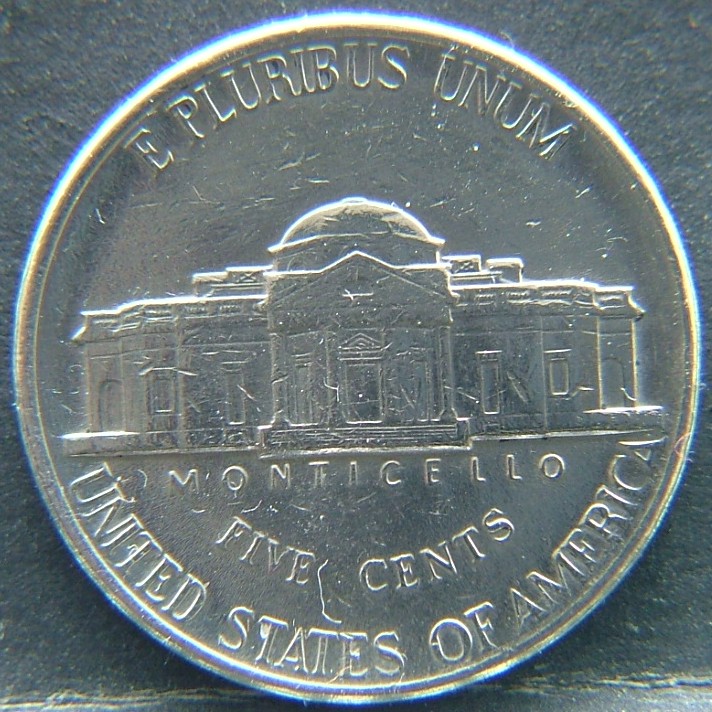 E PLURIBUS UNUM
MONTICELLO
FIVE CENTS
UNITED STATES OF AMERICA